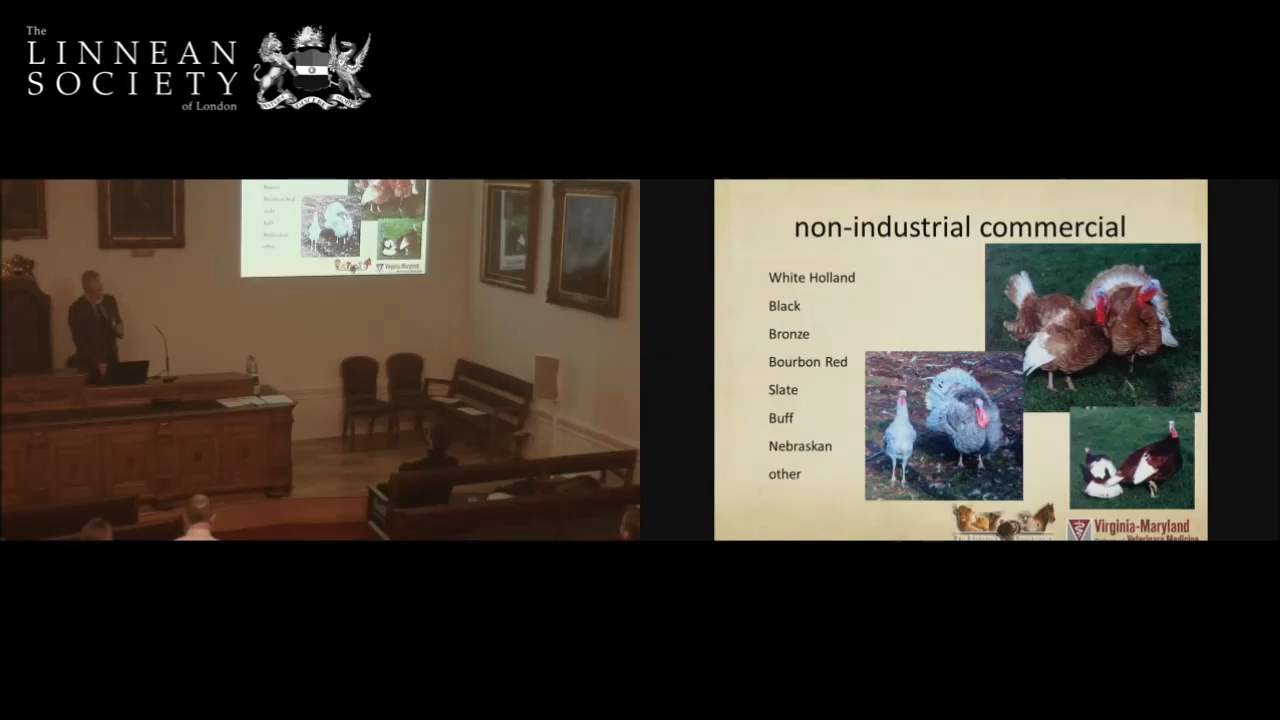 The
LINNEAN
SOCIETY
of London
non-industrial commercial
White Holland
Black
Bronze
Bourbon Red
Slate
Buff
Nebraskan
other
Virginia-Maryland
Veterinary Medicine